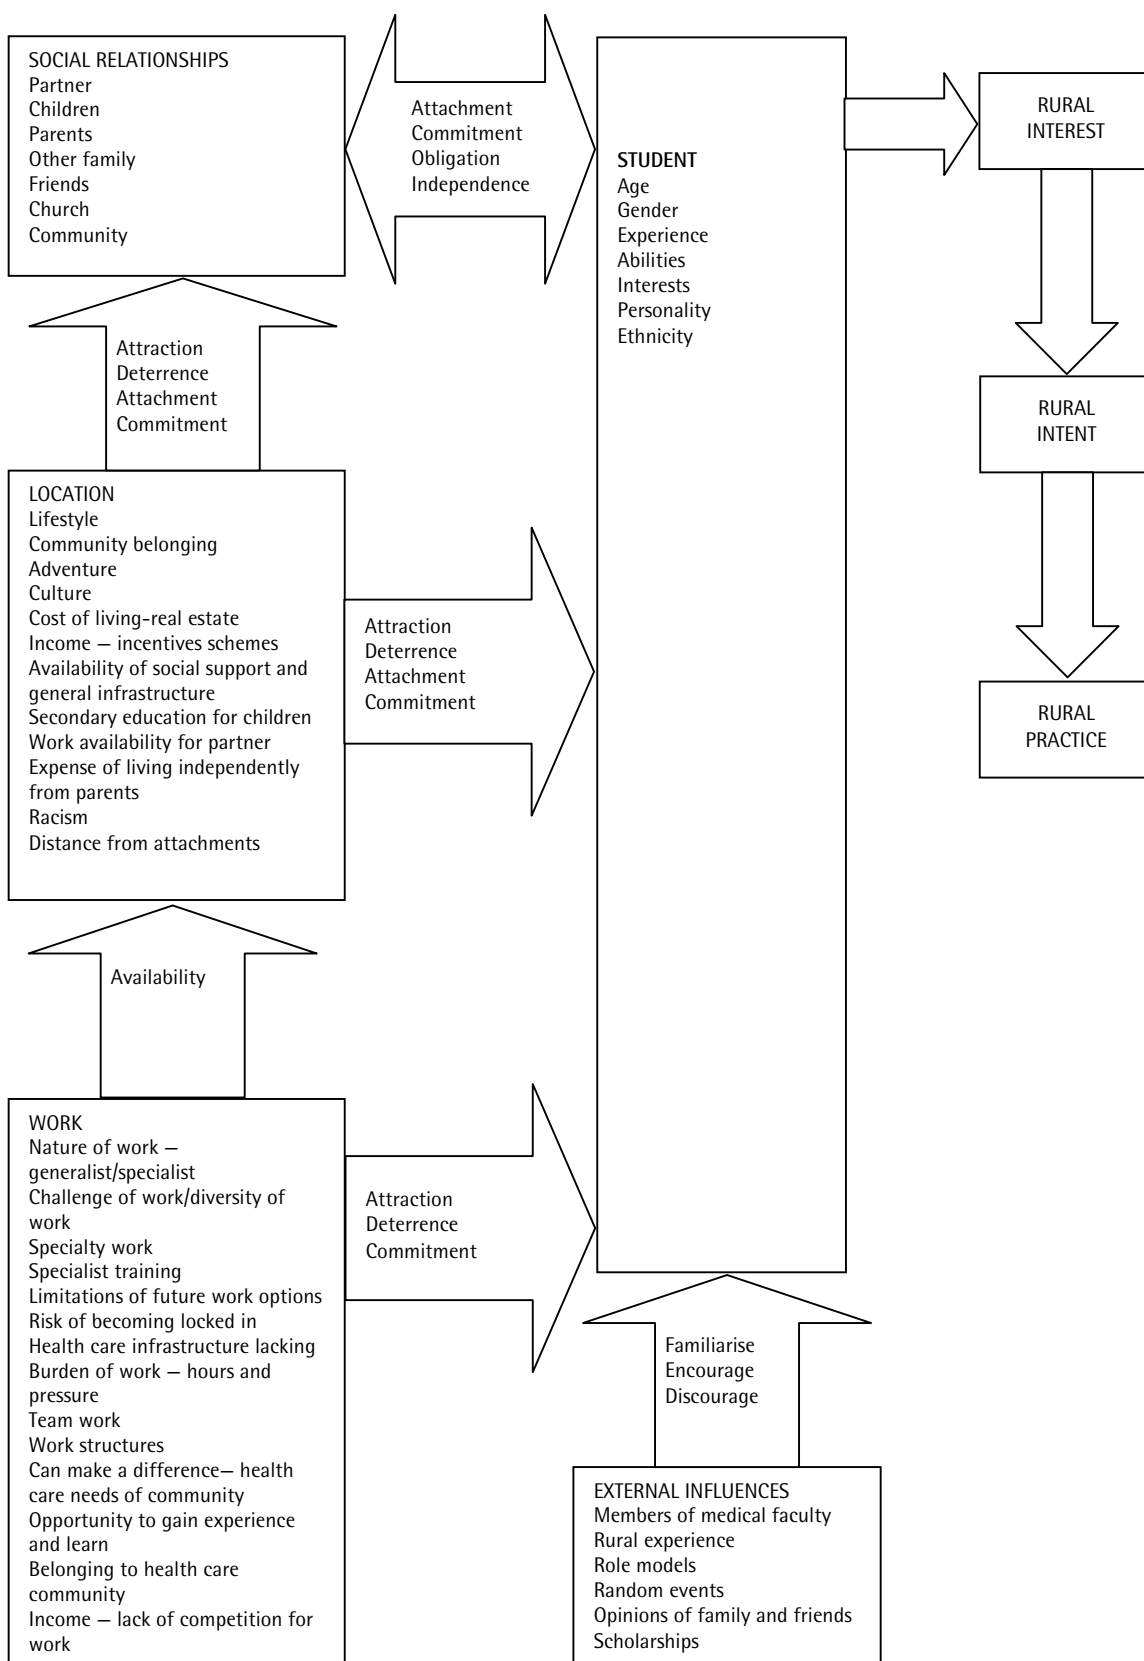 SOCIAL RELATIONSHIPS
Partner
Children
Parents
Other family
Friends
Church
Community
Attachment
Commitment
Obligation
Independence
STUDENT
Age
Gender
Experience
Abilities
Interests
Personality
Ethnicity
RURAL
INTEREST
Attraction
Deterrence
Attachment
Commitment
RURAL
INTENT
LOCATION
Lifestyle
Community belonging
Adventure
Culture
Cost of living-real estate
Income — incentives schemes
Availability of social support and
general infrastructure
Secondary education for children
Work availability for partner
Expense of living independently
from parents
Racism
Distance from attachments
Attraction
Deterrence
Attachment
Commitment
RURAL
PRACTICE
Availability
WORK
Nature of work —
generalist/specialist
Challenge of work/diversity of
work
Specialty work
Specialist training
Limitations of future work options
Risk of becoming locked in
Health care infrastructure lacking
Burden of work — hours and
pressure
Team work
Work structures
Can make a difference— health
care needs of community
Opportunity to gain experience
and learn
Belonging to health care
community
Income — lack of competition for
work
Attraction
Deterrence
Commitment
Familiarise
Encourage
Discourage
EXTERNAL INFLUENCES
Members of medical faculty
Rural experience
Role models
Random events
Opinions of family and friends
Scholarships